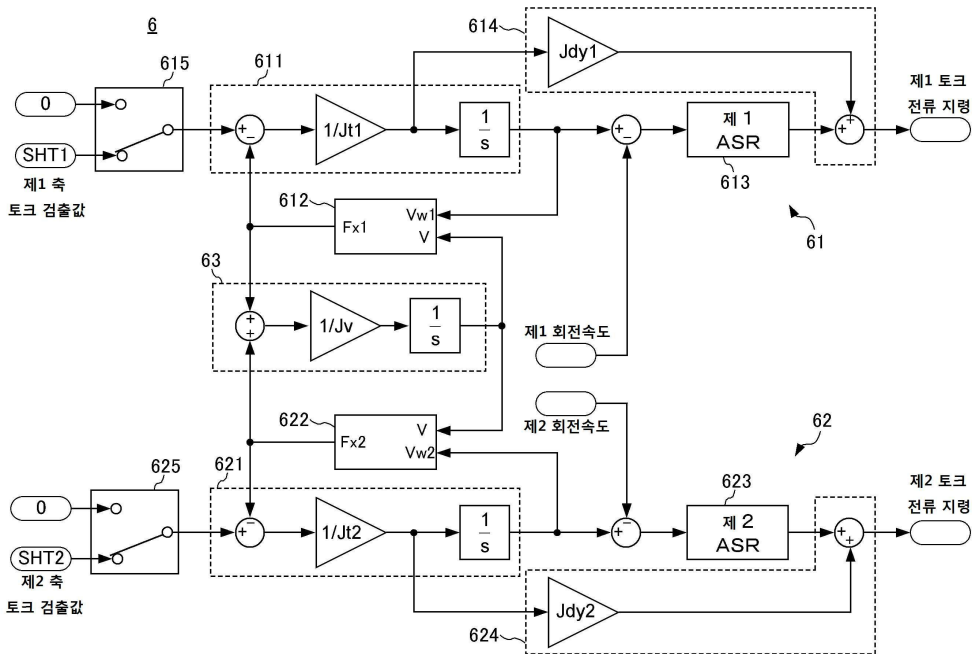 6
614
Jdy1
615
611
제1 토크
전류 지령
0
SHT1
제1 축
토크 검출값
+
−
1/Jt1
1
s
+
−
제 1
ASR
613
+
+
612
Fx1
Vw1
V
61
63
+
+
1/Jv
1
s
제1 회전속도
제2 회전속도
622
Fx2
V
Vw2
62
625
621
623
제2 토크
전류 지령
0
SHT2
제2 축
토크 검출값
+
−
1/Jt2
1
s
+
−
제 2
ASR
+
+
Jdy2
624